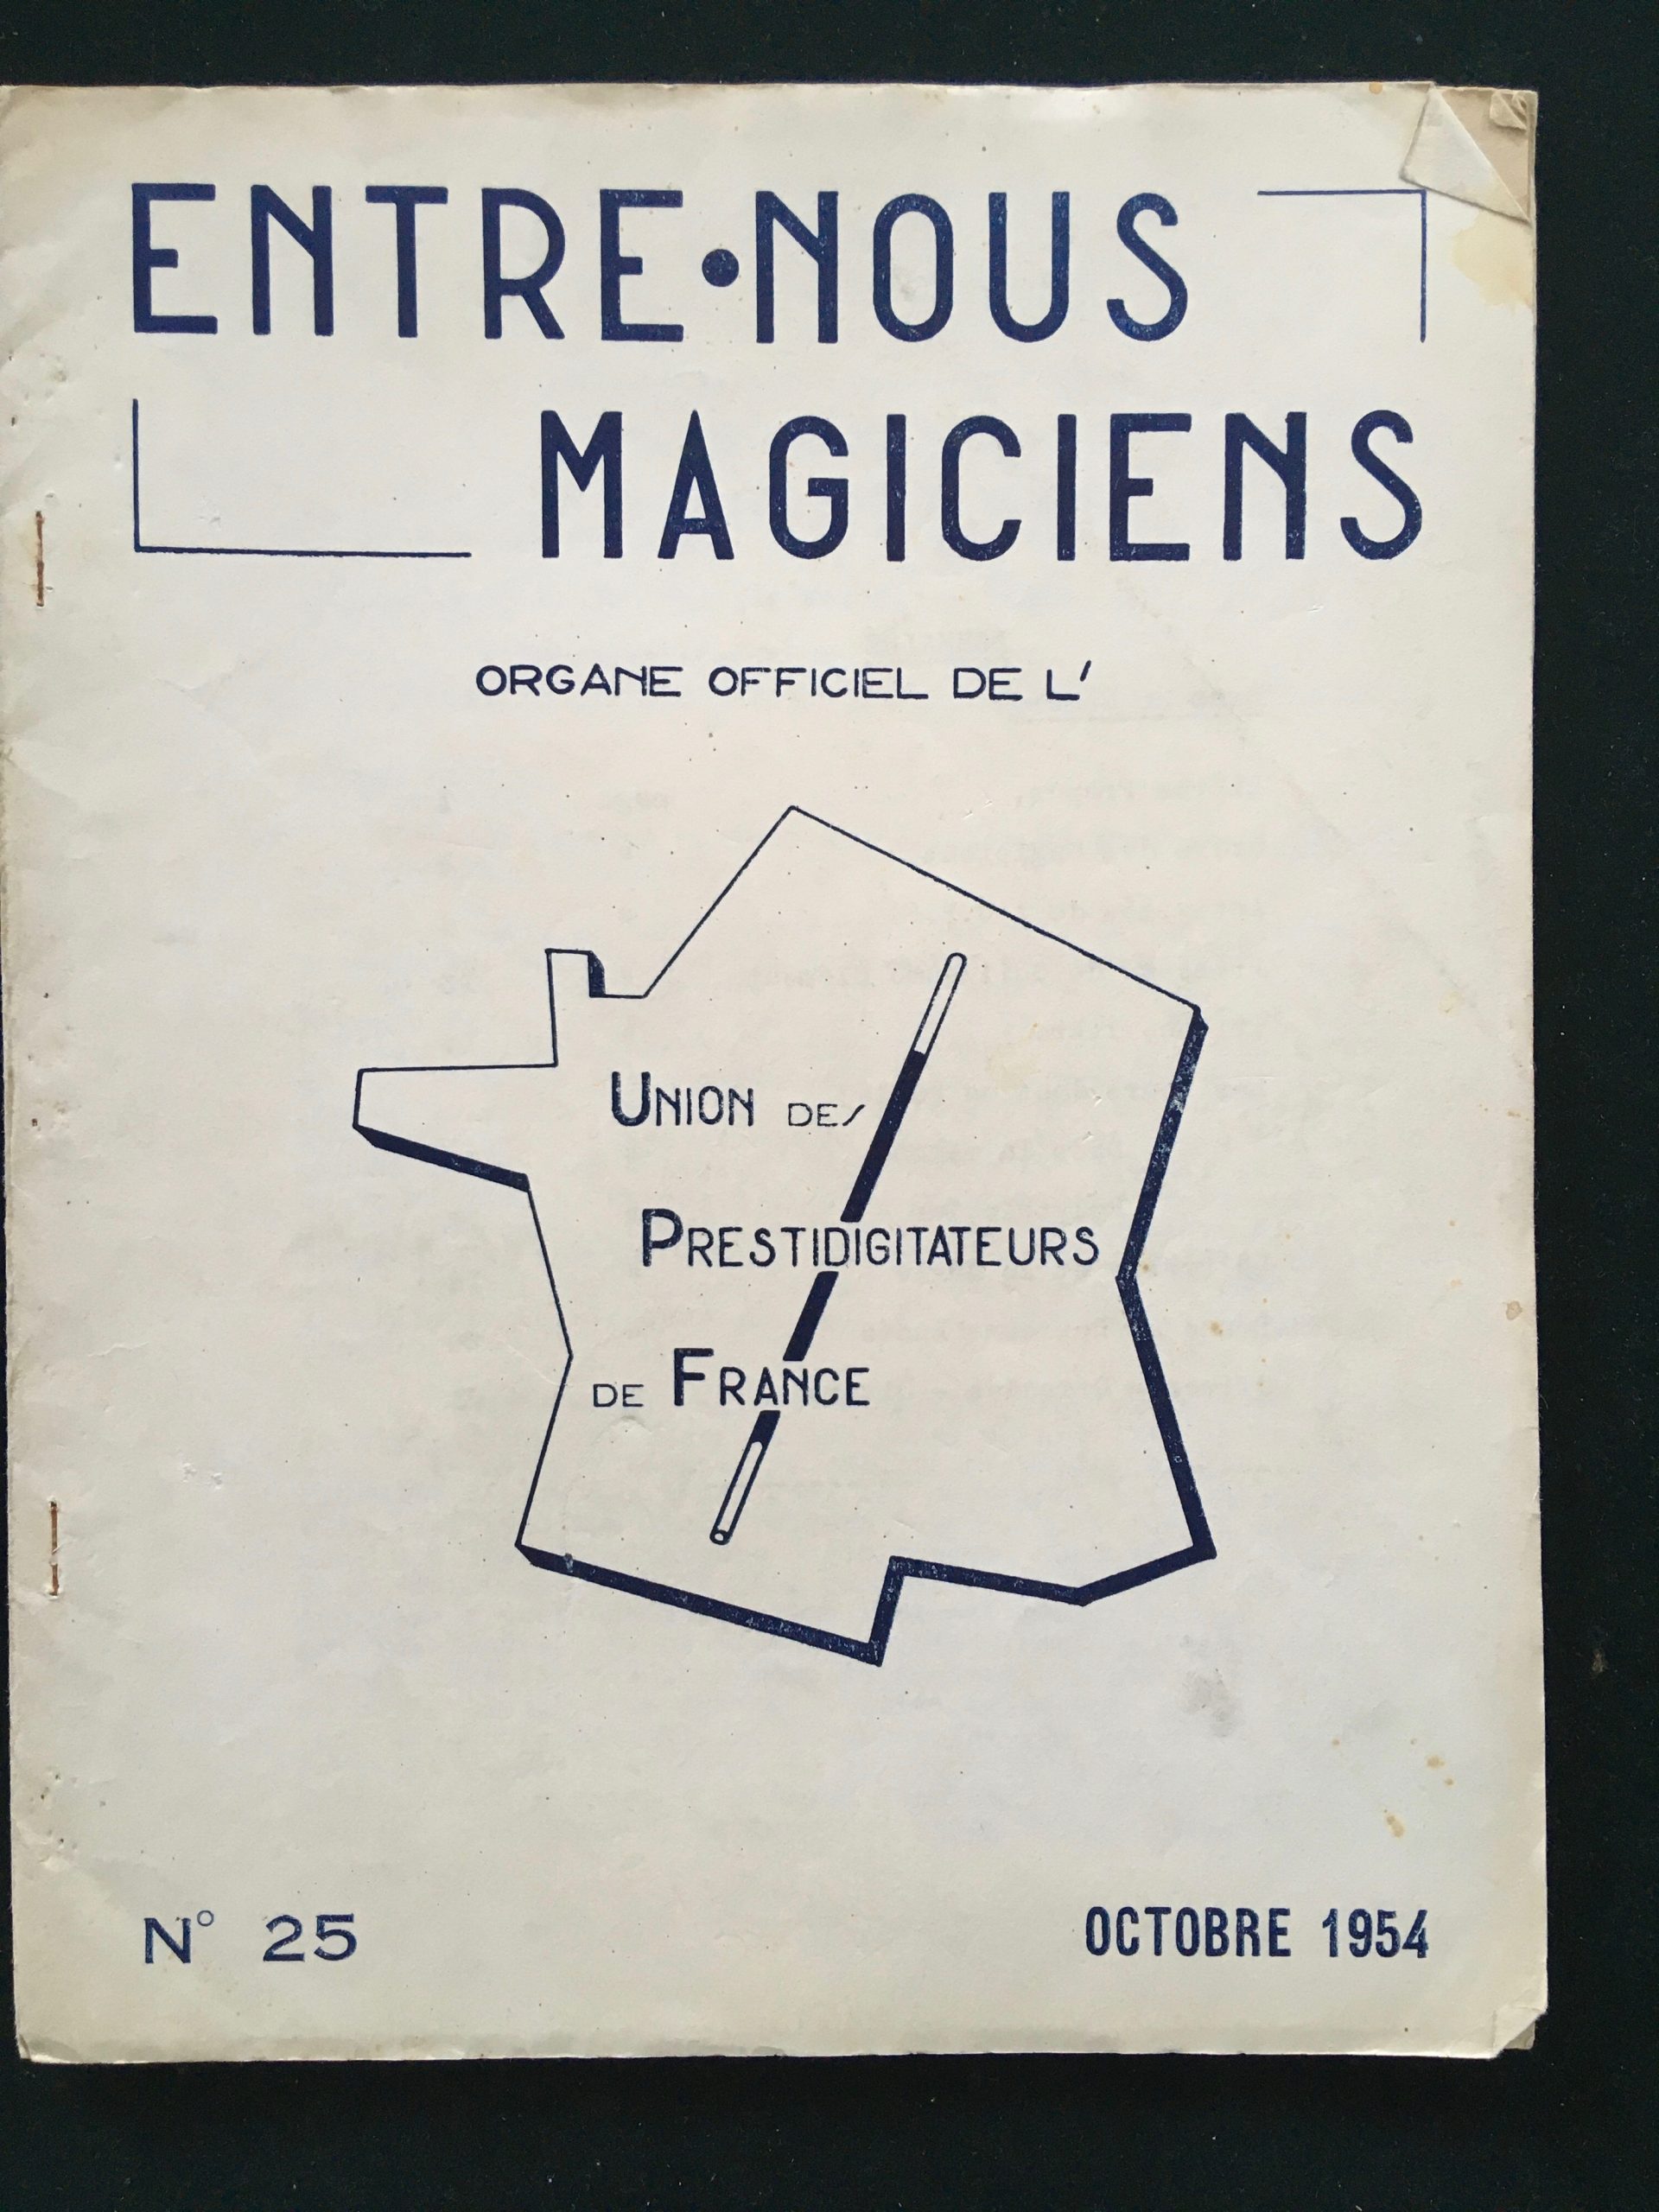 ENTRE•NOUS
MAGICIENS
ORGANE OFFICIEL DE L'
UNION DES
PRESTIDIGITATEURS
DE FRANCE
N° 25
OCTOBRE 1954